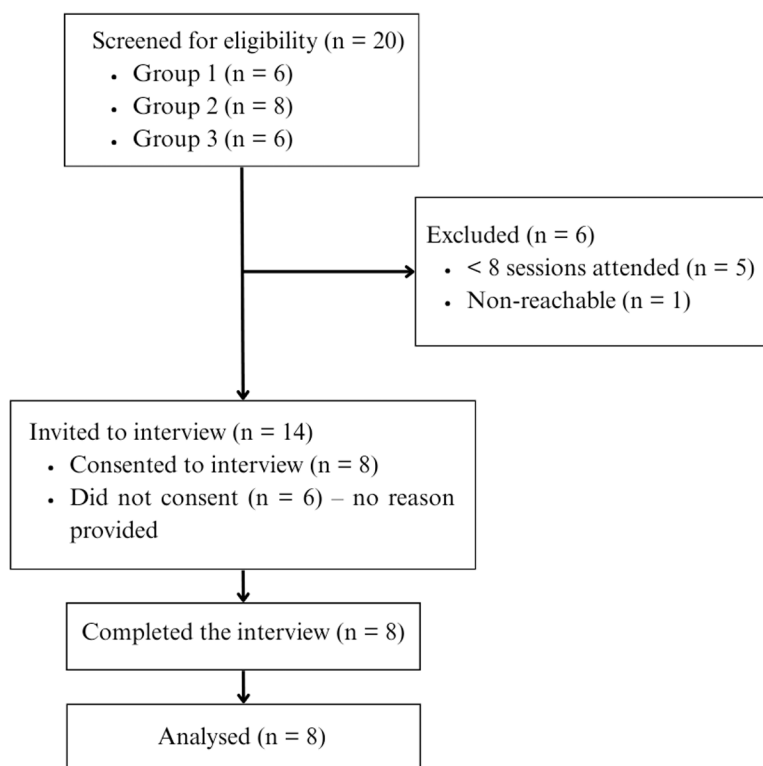 Screened for eligibility (n = 20)
• Group 1 (n = 6)
• Group 2 (n = 8)
• Group 3 (n = 6)
Excluded (n = 6)
• < 8 sessions attended (n = 5)
• Non-reachable (n = 1)
Invited to interview (n = 14)
• Consented to interview (n = 8)
• Did not consent (n = 6) – no reason
provided
Completed the interview (n = 8)
Analysed (n = 8)